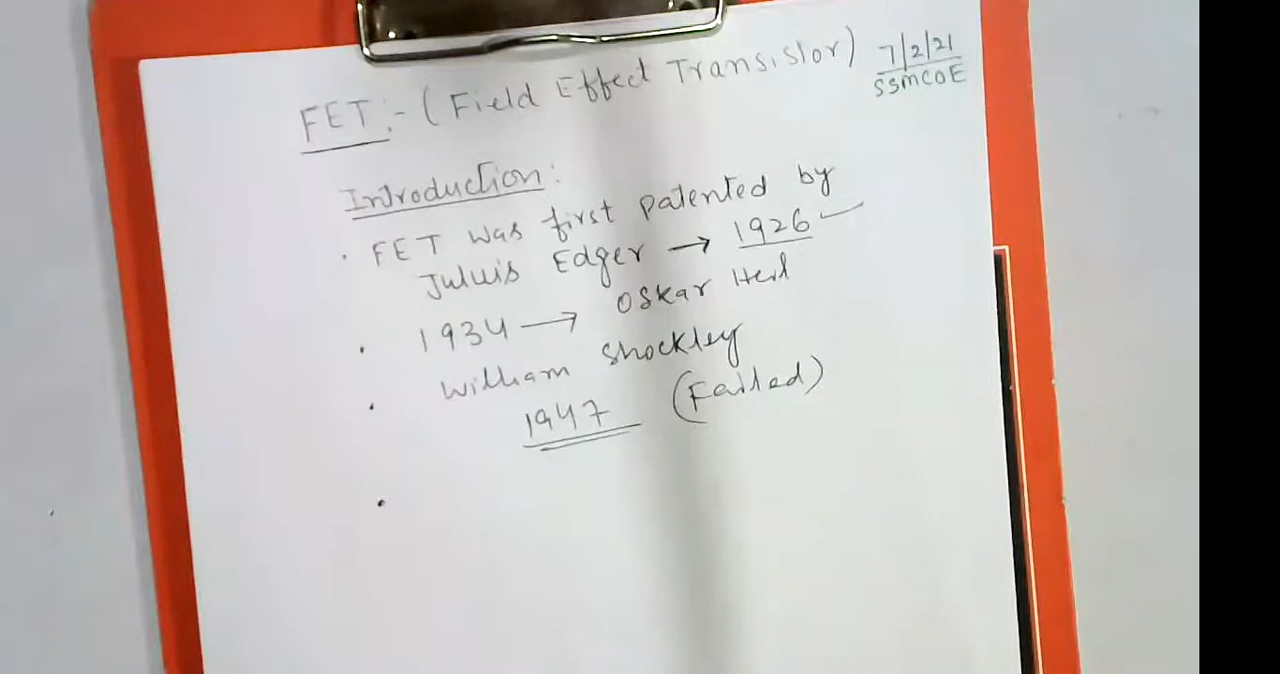 FET :- (Field Effect Transistor)
7/2/21
SSMCOE
Introduction:
• FET was first patented by
Juluis Edger → 1926 ✓
• 1934 → Oskar Heil
• William Shockley
1947 (Failed)
•